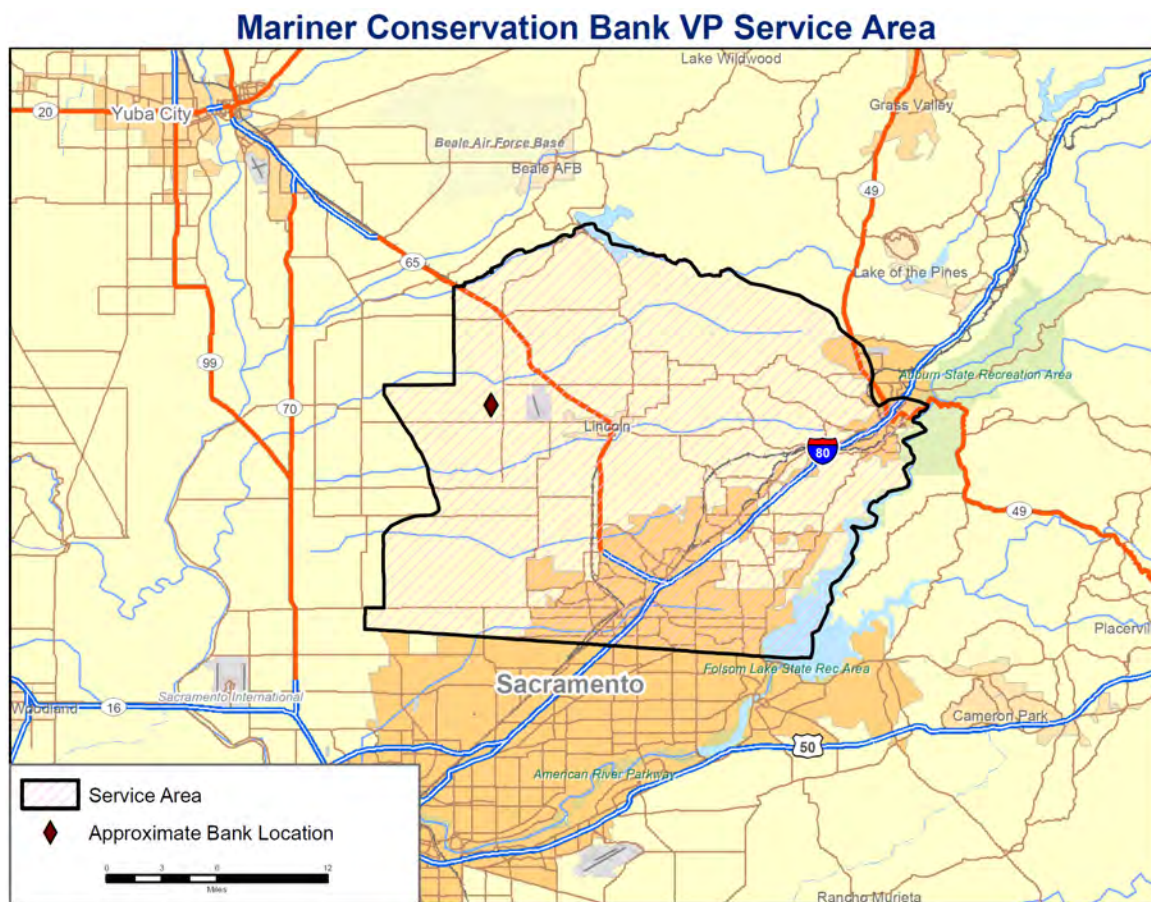 Mariner Conservation Bank VP Service Area
Lake Wildwood
Grass Valley
20
Yuba City
Beale Air Force Base
Beale AFB
49
65
Lake of the Pines
99
70
Auburn State Recreation Area
Lincoln
80
49
Placervil
Folsom Lake State Rec Area
Sacramento
Sacramento International
Woodland
16
Cameron Park
50
American River Parkway
Service Area
Approximate Bank Location
0 3 6 12
Miles
Rancho Murieta